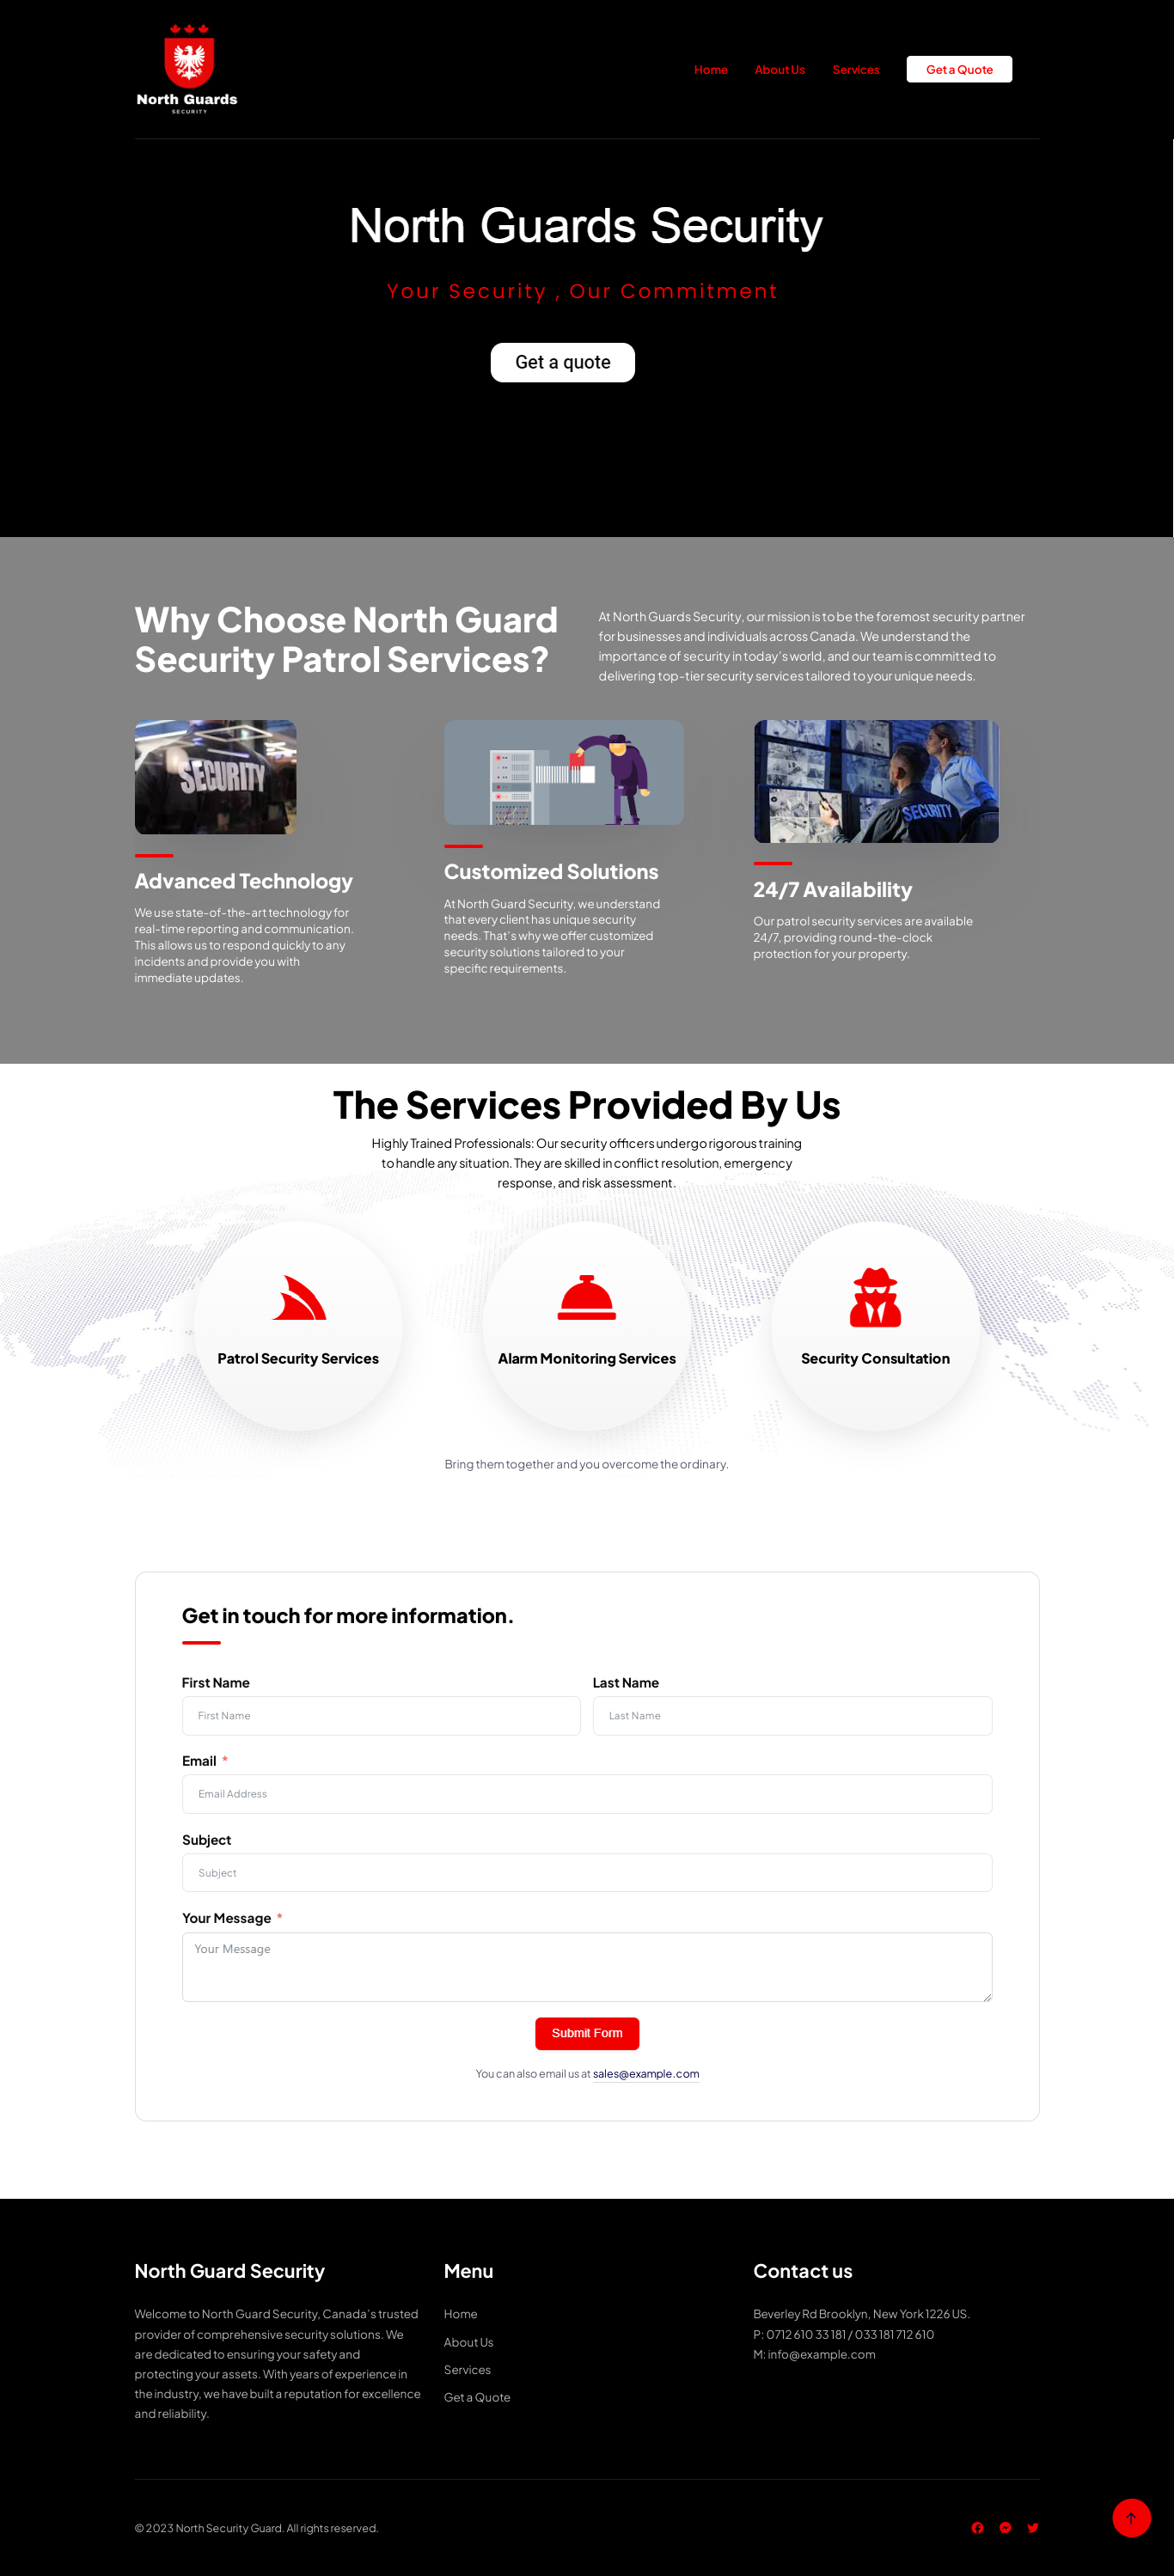 North Guards
SECURITY
Home
About Us
Services
Get a Quote
North Guards Security
Your Security , Our Commitment
Get a quote
Why Choose North Guard
Security Patrol Services?
At North Guards Security, our mission is to be the foremost security partner
for businesses and individuals across Canada. We understand the
importance of security in today's world, and our team is committed to
delivering top-tier security services tailored to your unique needs.
SECURITY
Advanced Technology
We use state-of-the-art technology for
real-time reporting and communication.
This allows us to respond quickly to any
incidents and provide you with
immediate updates.
Customized Solutions
At North Guard Security, we understand
that every client has unique security
needs. That's why we offer customized
security solutions tailored to your
specific requirements.
SECURITY
24/7 Availability
Our patrol security services are available
24/7, providing round-the-clock
protection for your property.
The Services Provided By Us
Highly Trained Professionals: Our security officers undergo rigorous training
to handle any situation. They are skilled in conflict resolution, emergency
response, and risk assessment.
Patrol Security Services
Alarm Monitoring Services
Security Consultation
Bring them together and you overcome the ordinary.
Get in touch for more information.
First Name
Last Name
First Name
Last Name
Email *
Email Address
Subject
Subject
Your Message *
Your Message
Submit Form
You can also email us at sales@example.com
North Guard Security
Welcome to North Guard Security, Canada's trusted
provider of comprehensive security solutions. We
are dedicated to ensuring your safety and
protecting your assets. With years of experience in
the industry, we have built a reputation for excellence
and reliability.
Menu
Home
About Us
Services
Get a Quote
Contact us
Beverley Rd Brooklyn, New York 1226 US.
P: 0712 610 33 181 / 033 181 712 610
M: info@example.com
© 2023 North Security Guard. All rights reserved.